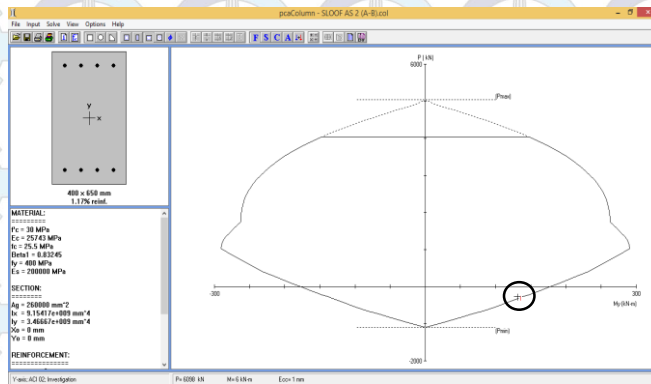 pcaColumn - SLOOF AS 2 (A-B).col
File Input Solve View Options Help
F S C A
y
x
400 x 650 mm
1.17% reinf.
MATERIAL:
=========
f'c = 30 MPa
Ec = 25743 MPa
fc = 25.5 MPa
Beta1 = 0.83245
fy = 400 MPa
Es = 200000 MPa
SECTION:
========
Ag = 260000 mm^2
Ix = 9.15417e+009 mm^4
Iy = 3.46667e+009 mm^4
Xo = 0 mm
Yo = 0 mm
REINFORCEMENT:
==============
P ( kN)
6000
(Pmax)
-300
300
My (kN-m)
(Pmin)
-2000
Y-axis; ACI 02; Investigation
P= 6098 kN M=6 kN-m Ecc= 1 mm